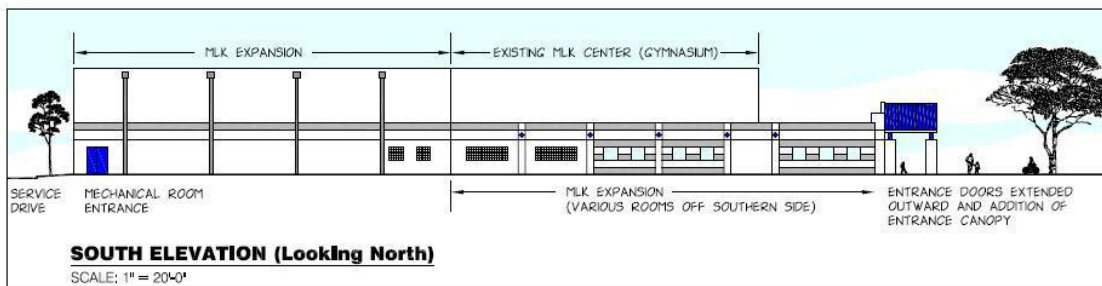 MLK EXPANSION
EXISTING MLK CENTER (GYMNASIUM)
SERVICE
DRIVE
MECHANICAL ROOM
ENTRANCE
MLK EXPANSION
(VARIOUS ROOMS OFF SOUTHERN SIDE)
ENTRANCE DOORS EXTENDED
OUTWARD AND ADDITION OF
ENTRANCE CANOPY
SOUTH ELEVATION (Looking North)
SCALE: 1" = 20'-0"